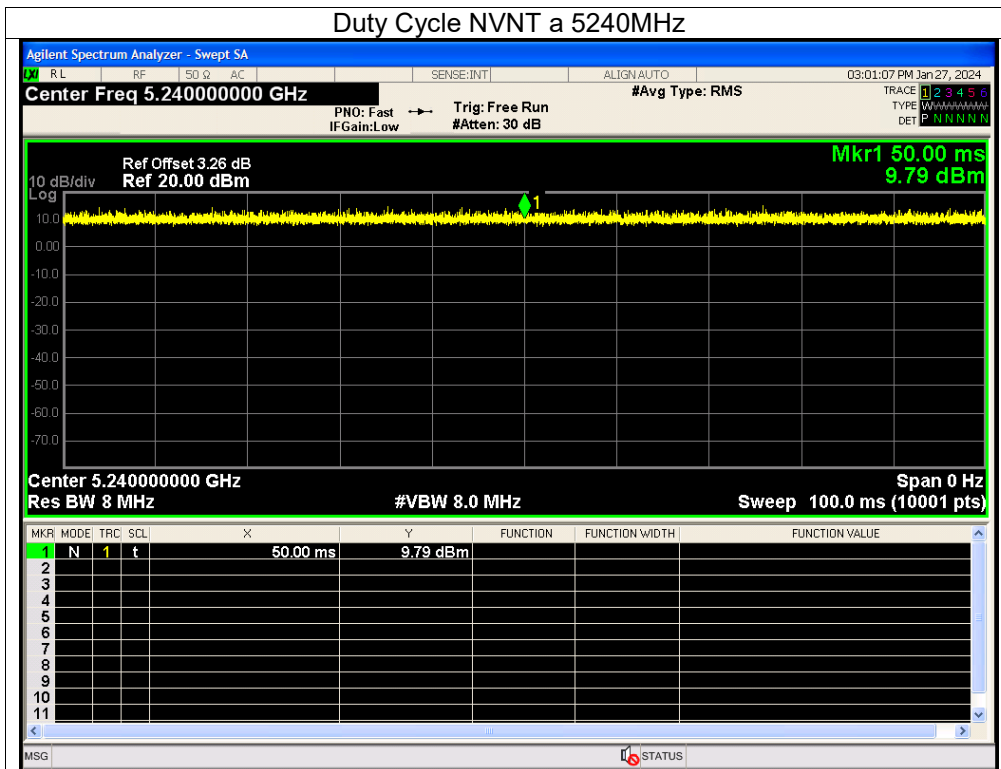 Duty Cycle NVNT a 5240MHz
Agilent Spectrum Analyzer - Swept SA
LXI RL RF 50 Ω AC SENSE:INT ALIGN AUTO 03:01:07 PM Jan 27, 2024
Center Freq 5.240000000 GHz #Avg Type: RMS TRACE 1 2 3 4 5 6
PNO: Fast Trig: Free Run TYPE WWWWWW
IFGain:Low #Atten: 30 dB DET P N N N N N
Mkr1 50.00 ms
Ref Offset 3.26 dB
10 dB/div Ref 20.00 dBm 9.79 dBm
Log
1
10.0
0.00
-10.0
-20.0
-30.0
-40.0
-50.0
-60.0
-70.0
Center 5.240000000 GHz Span 0 Hz
Res BW 8 MHz #VBW 8.0 MHz Sweep 100.0 ms (10001 pts)
MKR MODE TRC SCL X Y FUNCTION FUNCTION WIDTH FUNCTION VALUE
1 N 1 t 50.00 ms 9.79 dBm
2
3
4
5
6
7
8
9
10
11
MSG STATUS